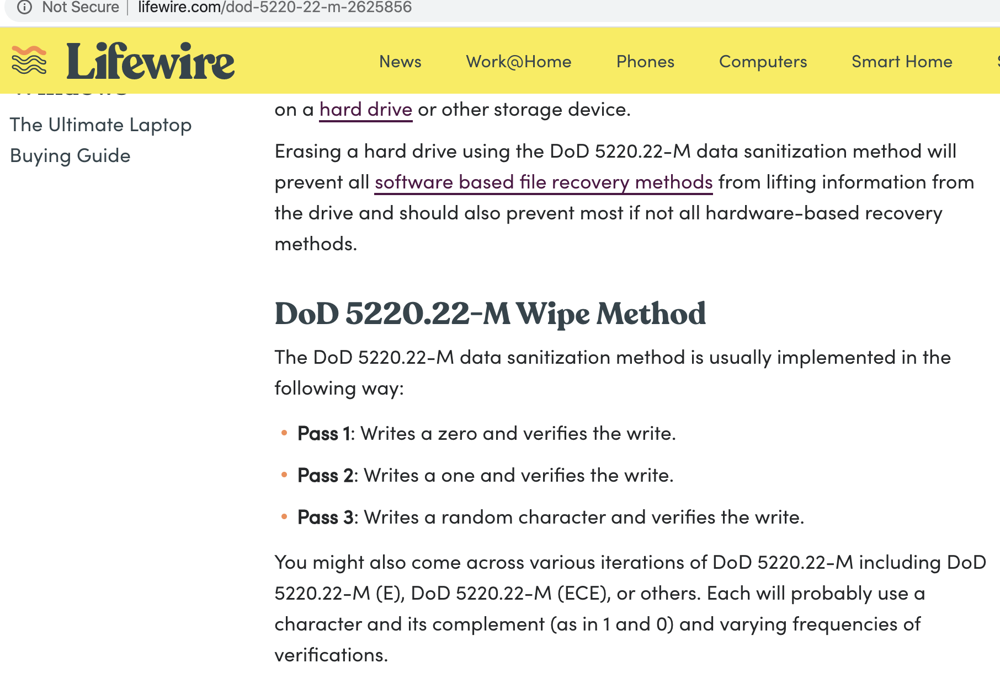 Not Secure | lifewire.com/dod-5220-22-m-2625856
Lifewire
News Work@Home Phones Computers Smart Home
The Ultimate Laptop
Buying Guide
on a hard drive or other storage device.
Erasing a hard drive using the DoD 5220.22-M data sanitization method will
prevent all software based file recovery methods from lifting information from
the drive and should also prevent most if not all hardware-based recovery
methods.
DoD 5220.22-M Wipe Method
The DoD 5220.22-M data sanitization method is usually implemented in the
following way:
• Pass 1: Writes a zero and verifies the write.
• Pass 2: Writes a one and verifies the write.
• Pass 3: Writes a random character and verifies the write.
You might also come across various iterations of DoD 5220.22-M including DoD
5220.22-M (E), DoD 5220.22-M (ECE), or others. Each will probably use a
character and its complement (as in 1 and 0) and varying frequencies of
verifications.